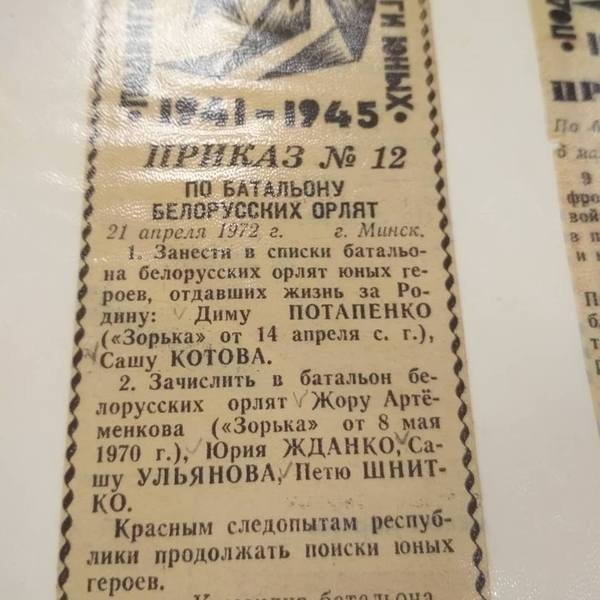 ЮНЫХ •
• 1941-1945 •
ПРИКАЗ № 12
ПО БАТАЛЬОНУ
БЕЛОРУССКИХ ОРЛЯТ
21 апреля 1972 г. г. Минск.
1. Занести в списки батальо-
на белорусских орлят юных ге-
роев, отдавших жизнь за Ро-
дину: Диму ПОТАПЕНКО
(«Зорька» от 14 апреля с. г.),
Сашу КОТОВА.
2. Зачислить в батальон бе-
лорусских орлят Жору Артё-
менкова («Зорька» от 8 мая
1970 г.), Юрия ЖДАНКО, Са-
шу УЛЬЯНОВА, Петю ШНИТ-
КО.
Красным следопытам респуб-
лики продолжать поиски юных
героев.
батальона